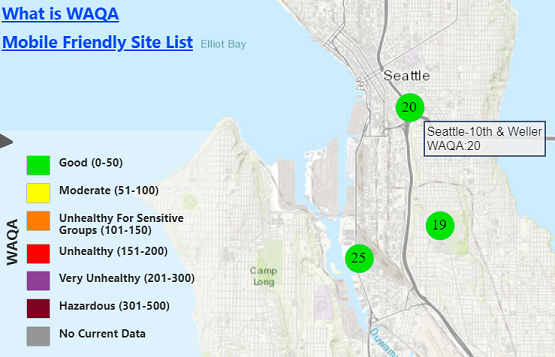 What is WAQA
Mobile Friendly Site List
Elliot Bay
Seattle
99
20
Seattle-10th & Weller
WAQA:20
19
25
Camp
Long
Duwam
WAQA
Good (0-50)
Moderate (51-100)
Unhealthy For Sensitive
Groups (101-150)
Unhealthy (151-200)
Very Unhealthy (201-300)
Hazardous (301-500)
No Current Data